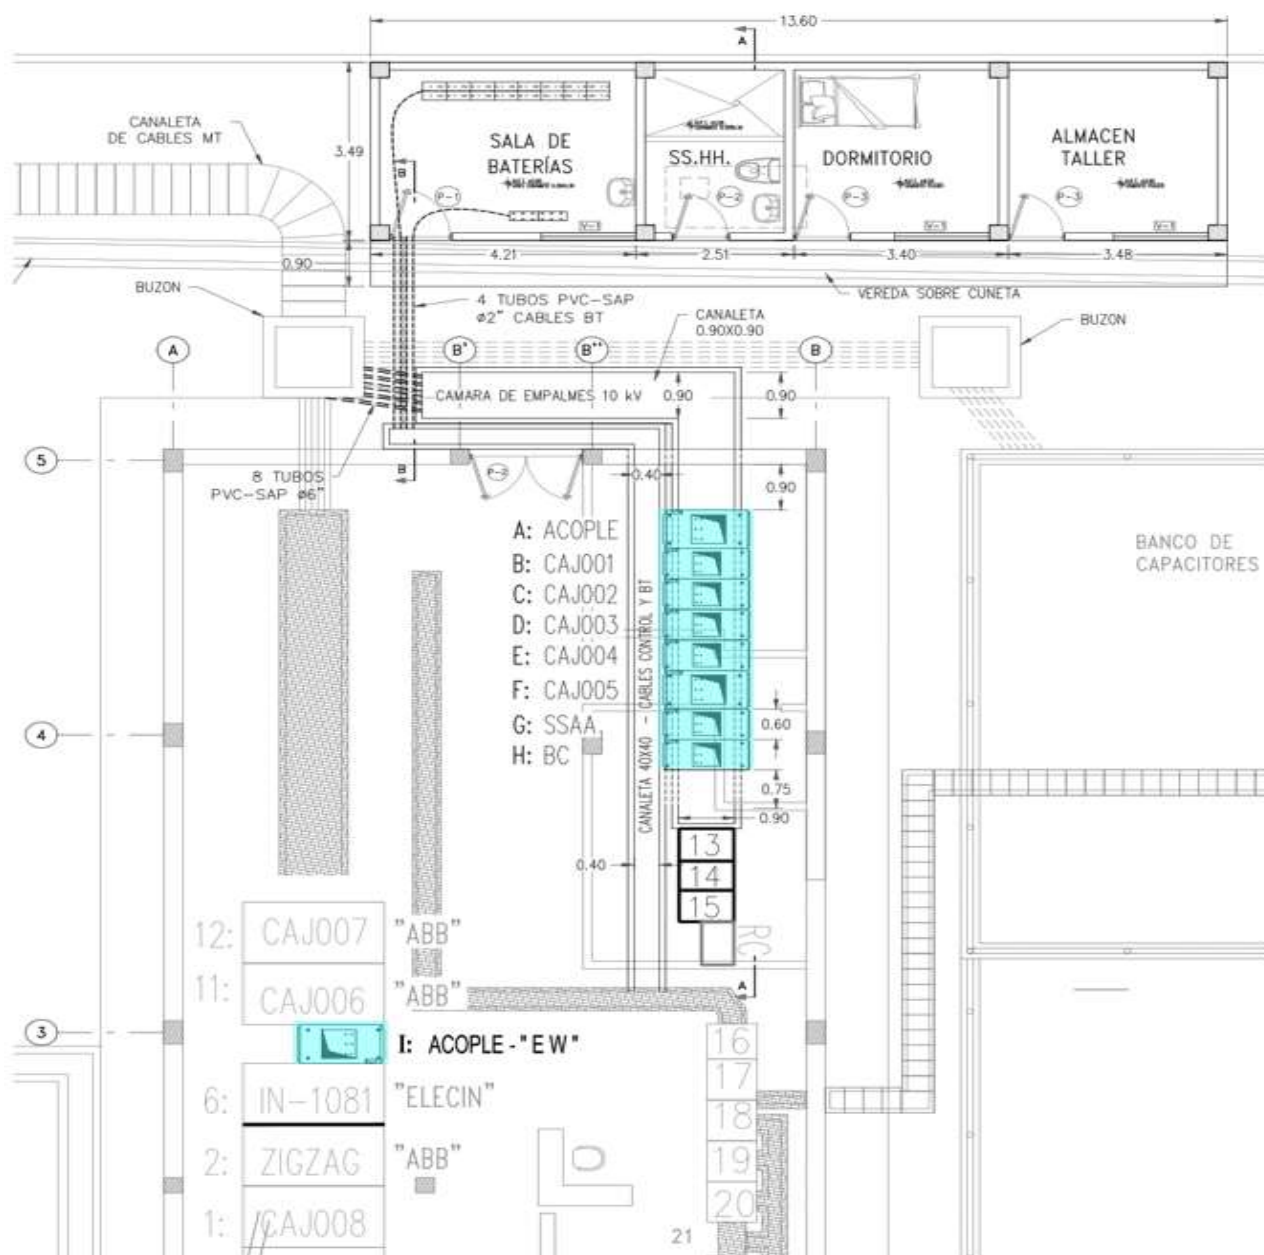 13.60
A
CANALETA
DE CABLES MT
3.49
SALA DE
BATERÍAS
SS.HH.
DORMITORIO
ALMACEN
TALLER
B
P-1
P-2
P-3
P-3
V-1
V-1
V-1
4.21
2.51
3.40
3.48
0.90
BUZON
4 TUBOS PVC-SAP
ø2" CABLES BT
CANALETA
0.90X0.90
VEREDA SOBRE CUNETA
BUZON
A
B'
B''
B
CAMARA DE EMPALMES 10 kV
0.90
0.90
5
8 TUBOS
PVC-SAP ø6"
B
P-2
0.40
0.90
A: ACOPLE
B: CAJ001
C: CAJ002
D: CAJ003
E: CAJ004
F: CAJ005
G: SSAA
H: BC
CANALETA 40X40 - CABLES CONTROL Y BT
BANCO DE
CAPACITORES
4
0.60
0.75
0.90
0.40
13
14
15
RC
A
12: CAJ007 "ABB"
11: CAJ006 "ABB"
3
I: ACOPLE-"EW"
6: IN-1081 "ELECIN"
2: ZIGZAG "ABB"
1: CAJ008
16
17
18
19
20
21